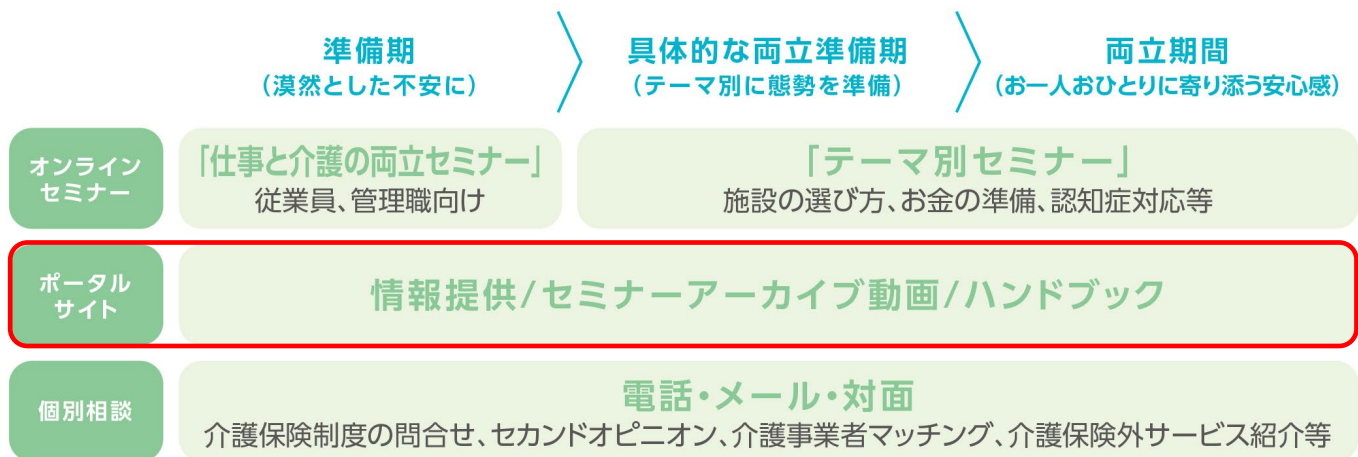 準備期
(漠然とした不安に)
具体的な両立準備期
(テーマ別に態勢を準備)
両立期間
(お一人おひとりに寄り添う安心感)
オンライン
セミナー
「仕事と介護の両立セミナー」
従業員、管理職向け
「テーマ別セミナー」
施設の選び方、お金の準備、認知症対応等
ポータル
サイト
情報提供/セミナーアーカイブ動画/ハンドブック
個別相談
電話・メール・対面
介護保険制度の問合せ、セカンドオピニオン、介護事業者マッチング、介護保険外サービス紹介等